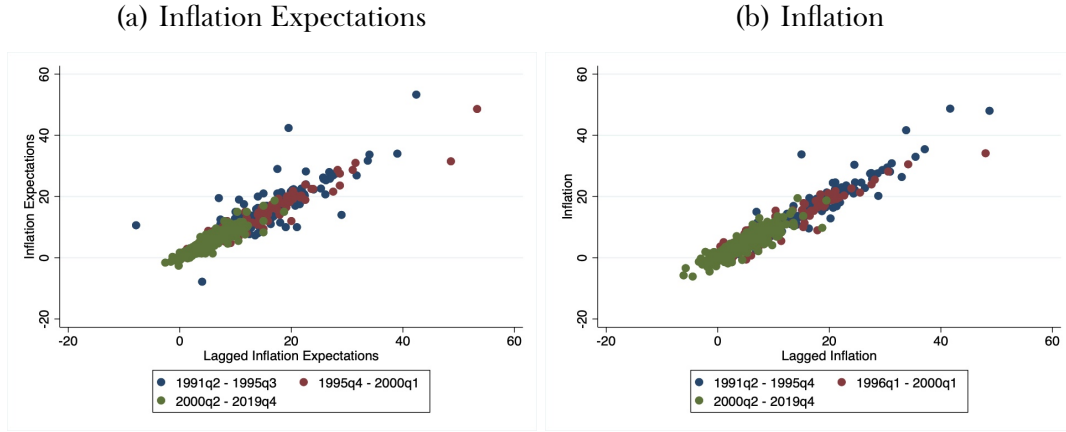 (a) Inflation Expectations
Inflation Expectations
60
40
20
0
-20
-20 0 20 40 60
Lagged Inflation Expectations
1991q2 - 1995q3 1995q4 - 2000q1
2000q2 - 2019q4
(b) Inflation
Inflation
60
40
20
0
-20
-20 0 20 40 60
Lagged Inflation
1991q2 - 1995q4 1996q1 - 2000q1
2000q2 - 2019q4